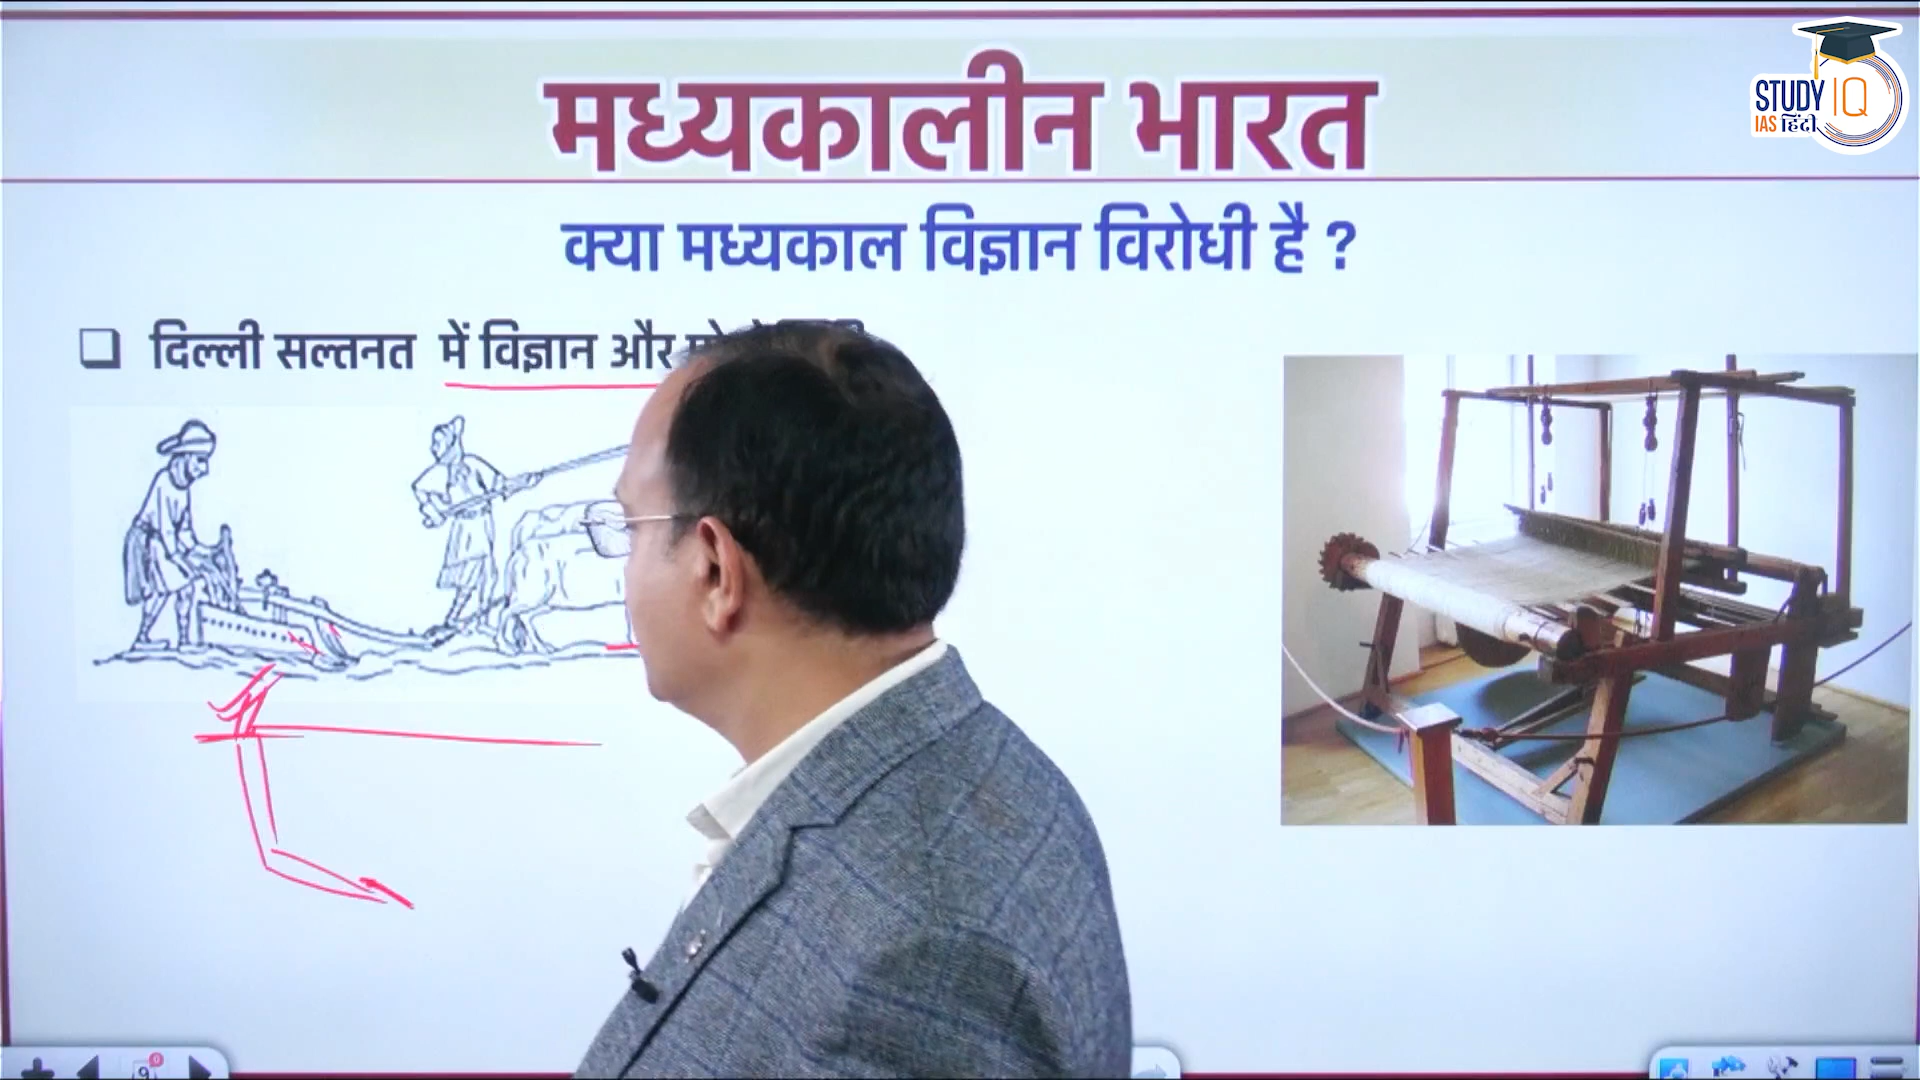 मध्यकालीन भारत
STUDY IQ
IAS हिंदी
क्या मध्यकाल विज्ञान विरोधी है ?
दिल्ली सल्तनत में विज्ञान और